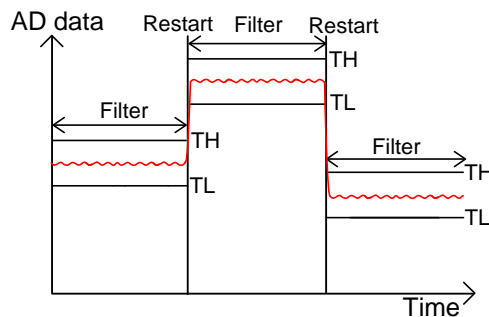 AD data
Restart
Filter
Restart
TH
TL
Filter
TH
TL
Filter
TH
TL
Time